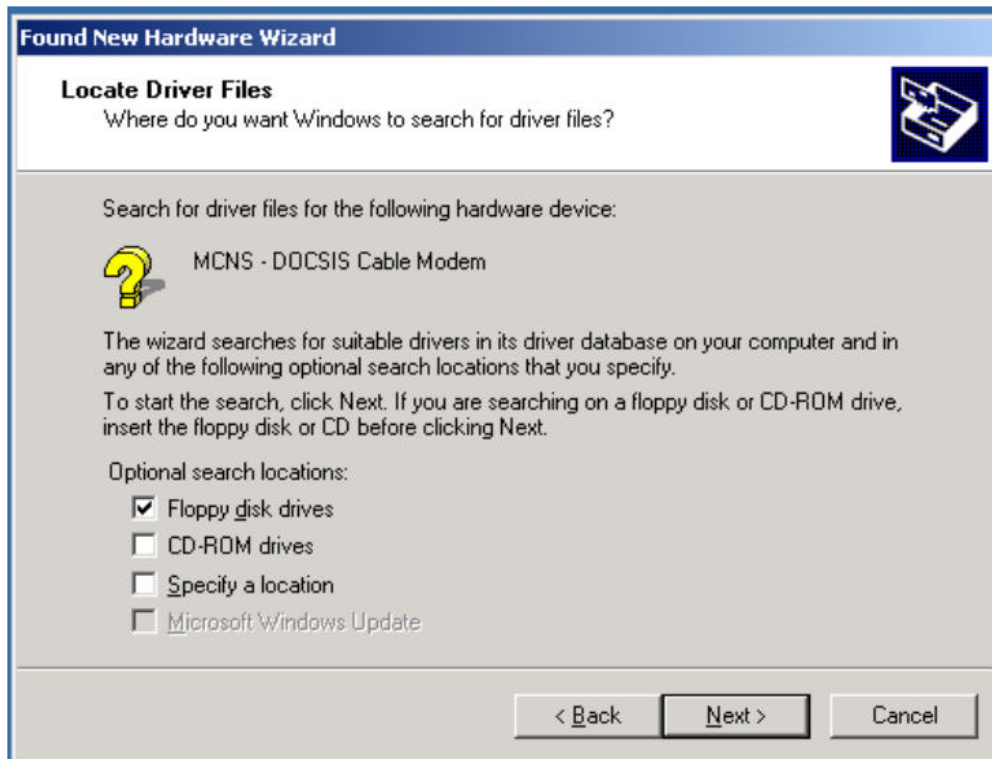 Found New Hardware Wizard
Locate Driver Files
Where do you want Windows to search for driver files?
Search for driver files for the following hardware device:
MCNS - DOCSIS Cable Modem
The wizard searches for suitable drivers in its driver database on your computer and in
any of the following optional search locations that you specify.
To start the search, click Next. If you are searching on a floppy disk or CD-ROM drive,
insert the floppy disk or CD before clicking Next.
Optional search locations:
Floppy disk drives
CD-ROM drives
Specify a location
Microsoft Windows Update
< Back Next > Cancel